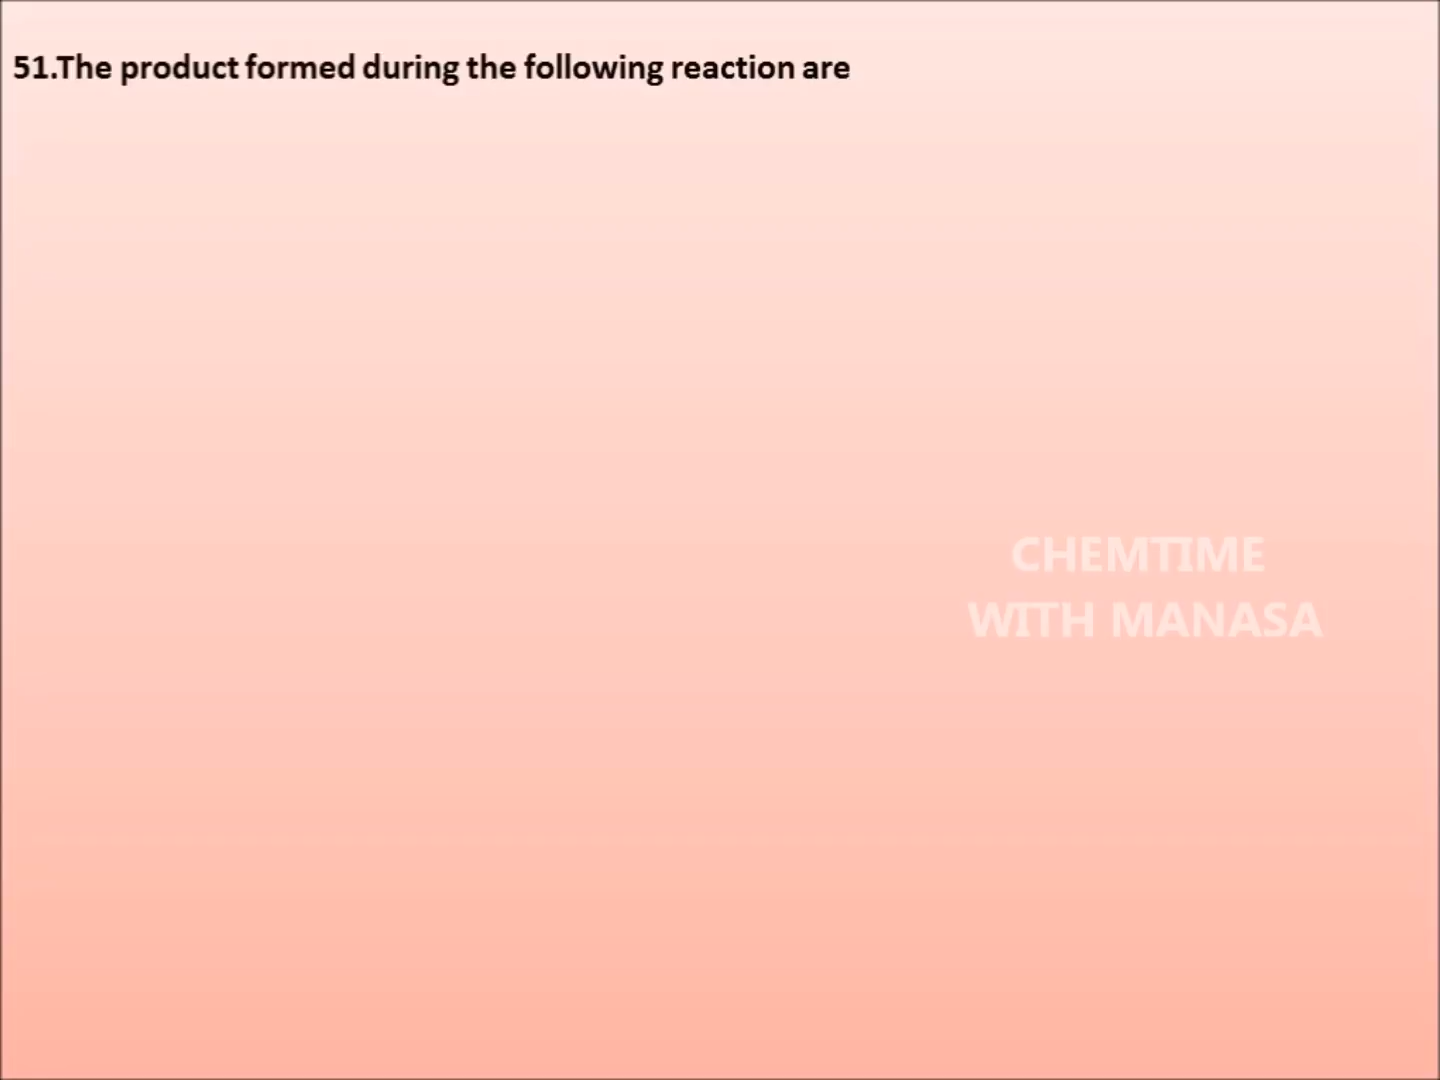 51.The product formed during the following reaction are
CHEMTIME
WITH MANASA